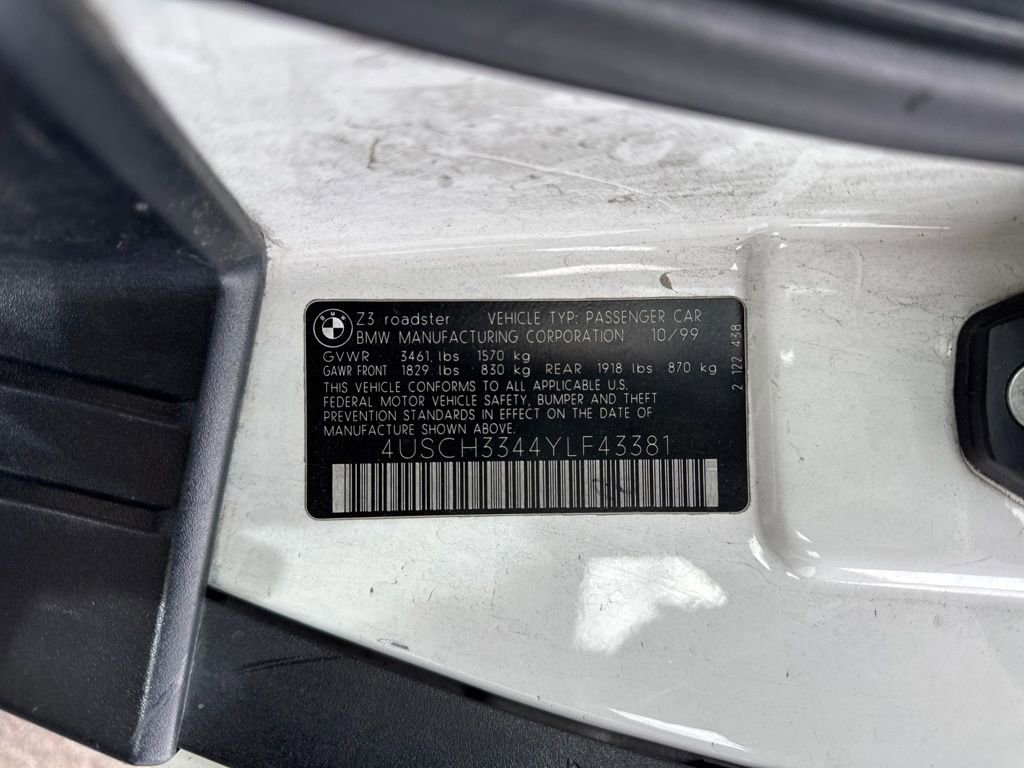 BMW
Z3 roadster VEHICLE TYP: PASSENGER CAR
BMW MANUFACTURING CORPORATION 10/99
GVWR 3461 lbs 1570 kg
GAWR FRONT 1829 lbs 830 kg REAR 1918 lbs 870 kg
THIS VEHICLE CONFORMS TO ALL APPLICABLE U.S.
FEDERAL MOTOR VEHICLE SAFETY, BUMPER AND THEFT
PREVENTION STANDARDS IN EFFECT ON THE DATE OF
MANUFACTURE SHOWN ABOVE.
4USCH3344YLF43381
2 122 438